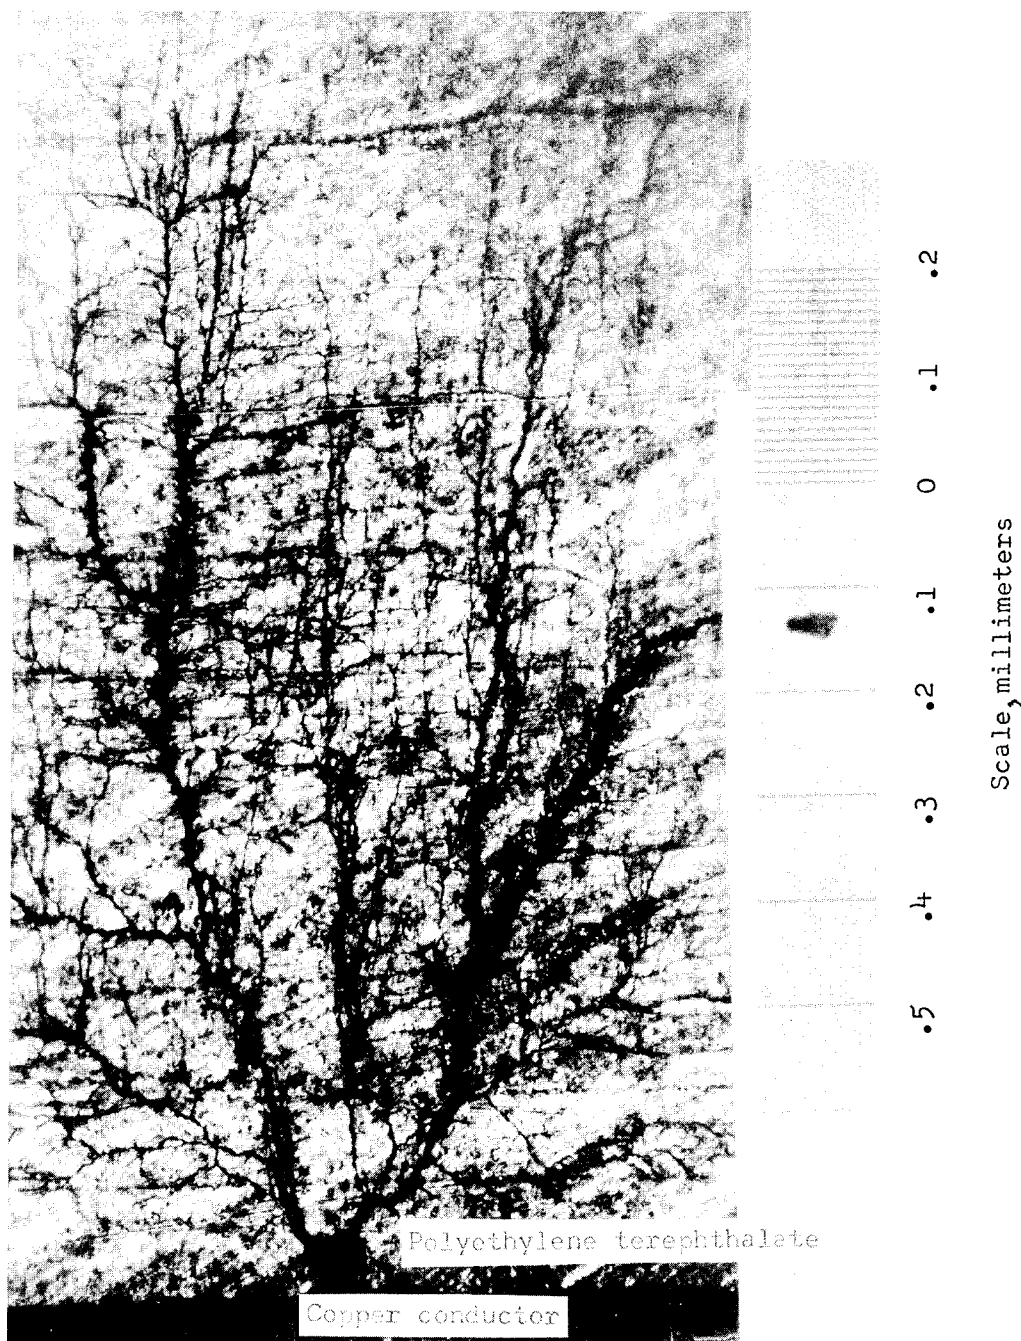 .2
.1
0
.1
.2
.3
.4
.5
Scale, millimeters
Polyethylene terephthalate
Copper conductor